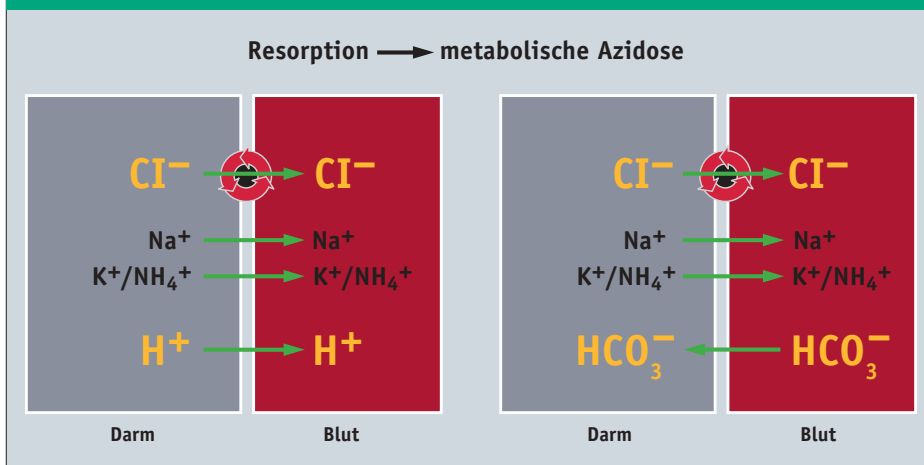 Resorption → metabolische Azidose
Cl⁻ Cl⁻
Na⁺ Na⁺
K⁺/NH₄⁺ K⁺/NH₄⁺
H⁺ H⁺
Darm Blut
Cl⁻ Cl⁻
Na⁺ Na⁺
K⁺/NH₄⁺ K⁺/NH₄⁺
HCO₃⁻ HCO₃⁻
Darm Blut